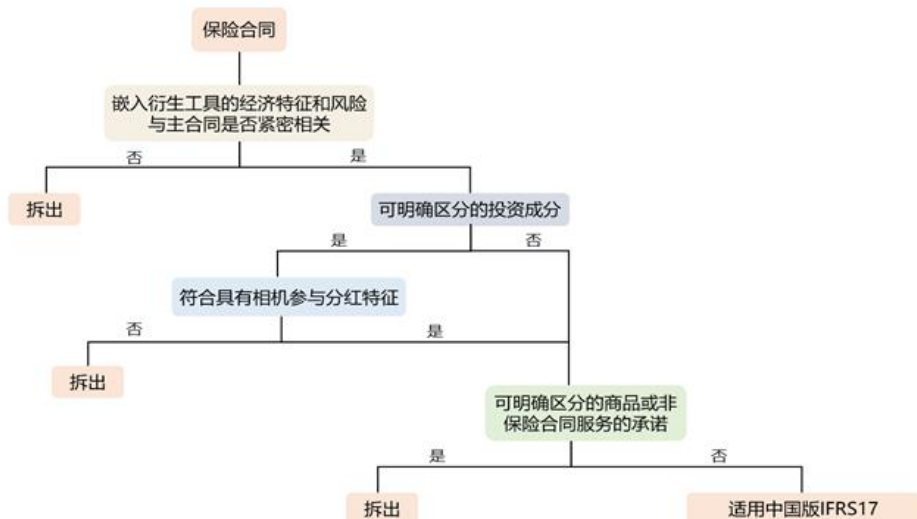 保险合同
嵌入衍生工具的经济特征和风险
与主合同是否紧密相关
否
是
拆出
可明确区分的投资成分
是
否
符合具有相机参与分红特征
否
是
拆出
可明确区分的商品或非
保险合同服务的承诺
是
否
拆出
适用中国版IFRS17